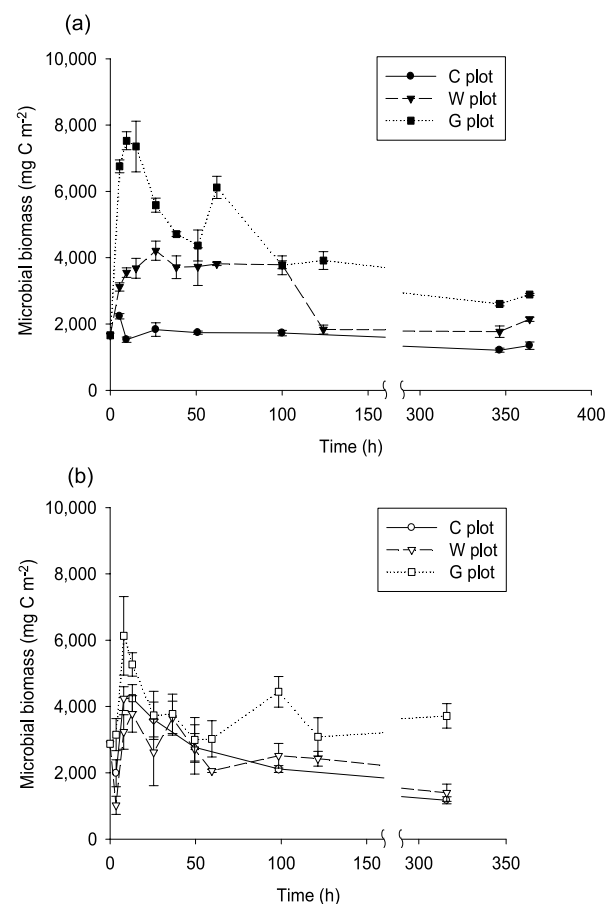 (a)
10,000
8,000
6,000
4,000
2,000
0
Microbial biomass (mg C m⁻²)
C plot
W plot
G plot
0 50 100 150 300 350 400
Time (h)
(b)
10,000
8,000
6,000
4,000
2,000
0
Microbial biomass (mg C m⁻²)
C plot
W plot
G plot
0 50 100 150 300 350
Time (h)